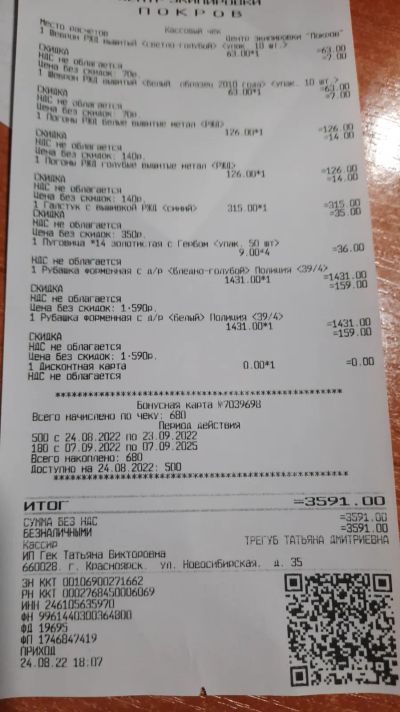 ЦЕНТР ЭКИПИРОВКИ
ПОКРОВ
Кассовый чек
Место расчетов Центр экипировки "Покров"
1 Шеврон РЖД вышитый <светло-голубой> <упак. 10 шт.>
63.00*1 =63.00
СКИДКА =7.00
НДС не облагается
Цена без скидок: 70р.
1 Шеврон РЖД вышитый <белый, образец 2010 года> <упак. 10 шт.>
63.00*1 =63.00
СКИДКА =7.00
НДС не облагается
Цена без скидок: 70р.
1 Погоны РЖД белые вышитые метал <РЖД>
126.00*1 =126.00
СКИДКА =14.00
НДС не облагается
Цена без скидок: 140р.
1 Погоны РЖД голубые вышитые метал <РЖД>
126.00*1 =126.00
СКИДКА =14.00
НДС не облагается
Цена без скидок: 140р.
1 Галстук с вышивкой РЖД <синий> 315.00*1 =315.00
СКИДКА =35.00
НДС не облагается
Цена без скидок: 350р.
1 Пуговица *14 золотистая с Гербом <упак. 50 шт>
9.00*4 =36.00
НДС не облагается
1 Рубашка форменная с д/р <бледно-голубой> Полиция <39/4>
1431.00*1 =1431.00
СКИДКА =159.00
НДС не облагается
Цена без скидок: 1·590р.
1 Рубашка форменная с д/р <белый> Полиция <39/4>
1431.00*1 =1431.00
СКИДКА =159.00
НДС не облагается
Цена без скидок: 1·590р.
1 Дисконтная карта 0.00*1 =0.00
НДС не облагается
************************************************
Бонусная карта №7039698
Всего начислено по чеку: 680
Период действия
500 с 24.08.2022 по 23.09.2022
180 с 07.09.2022 по 07.09.2025
Всего накоплено: 680
Доступно на 24.08.2022: 500
************************************************
ИТОГ =3591.00
СУММА БЕЗ НДС =3591.00
БЕЗНАЛИЧНЫМИ =3591.00
Кассир ТРЕГУБ ТАТЬЯНА ДМИТРИЕВНА
ИП Гек Татьяна Викторовна
660028, г. Красноярск, ул. Новосибирская, д. 35
ЗН ККТ 00106900271662
РН ККТ 0002768450006069
ИНН 246105635970
ФН 9961440300364800
ФД 19695
ФП 1746847419
ПРИХОД
24.08.22 18:07